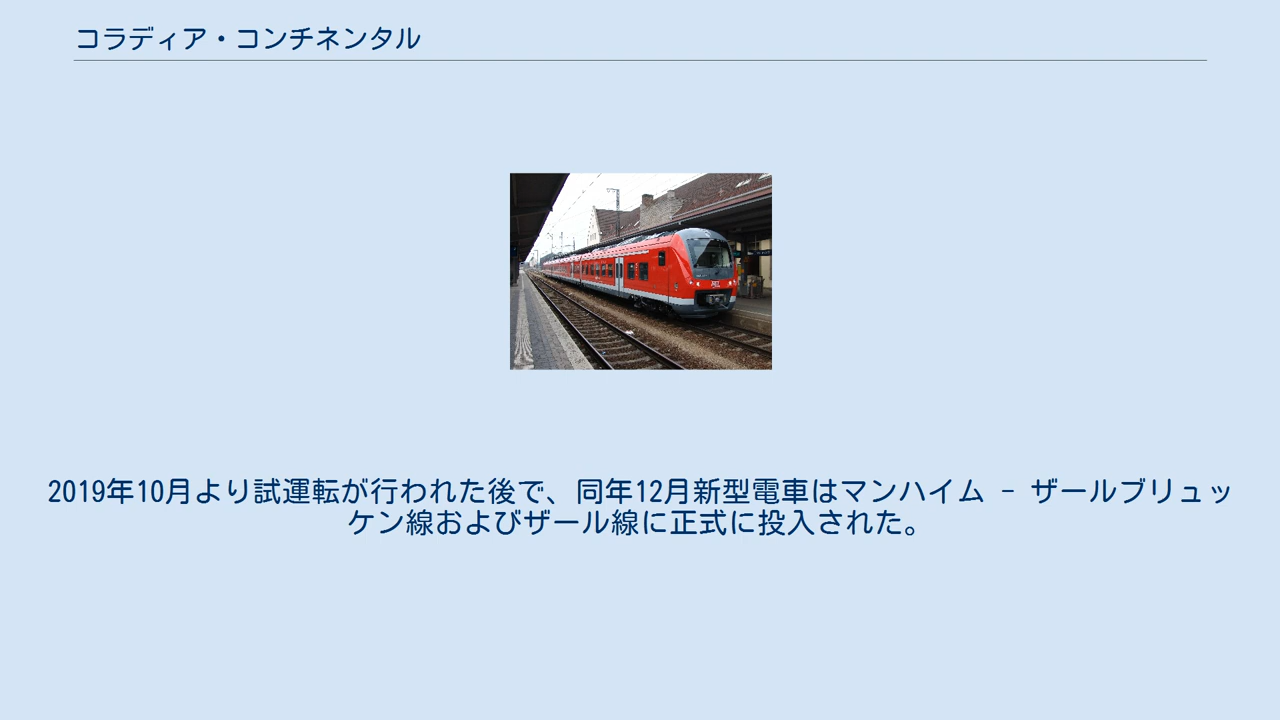 コラディア・コンチネンタル
2019年10月より試運転が行われた後で、同年12月新型電車はマンハイム － ザールブリュッ
ケン線およびザール線に正式に投入された。